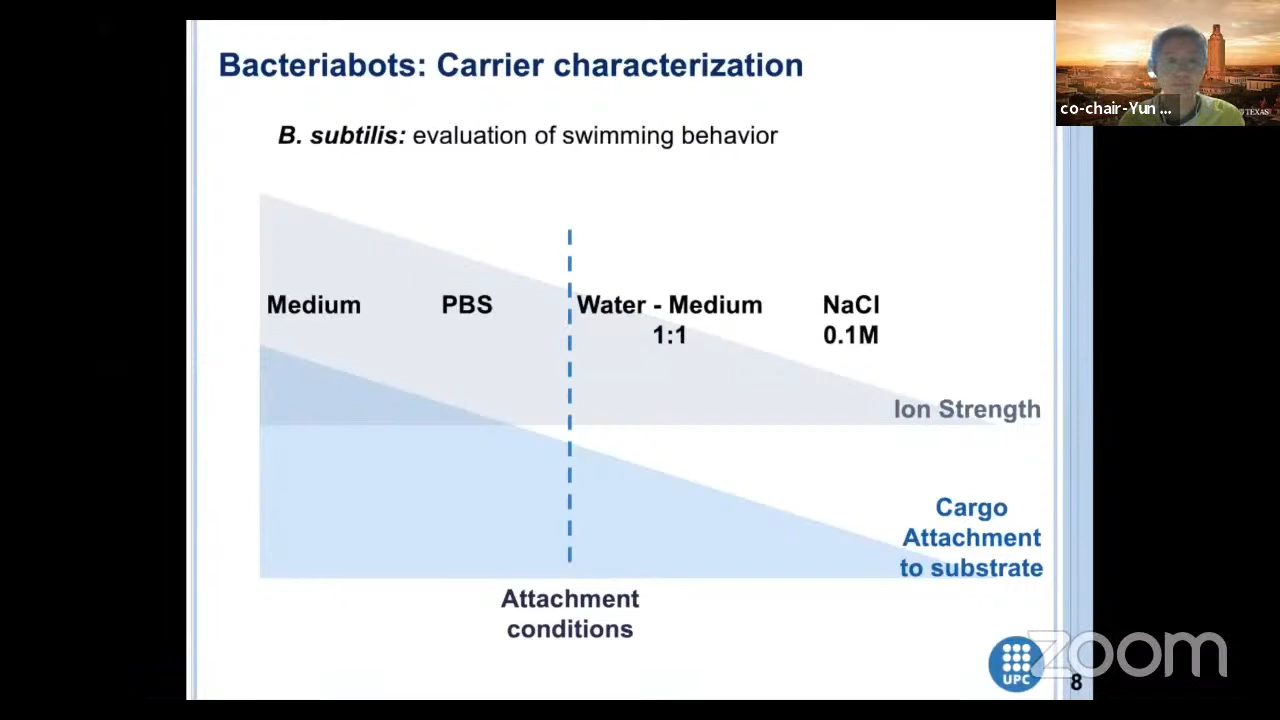 Bacteriabots: Carrier characterization
co-chair-Yun ...
TEXAS
B. subtilis: evaluation of swimming behavior
Medium
PBS
Water - Medium
1:1
NaCl
0.1M
Ion Strength
Cargo
Attachment
to substrate
Attachment
conditions
UPC
zoom
8